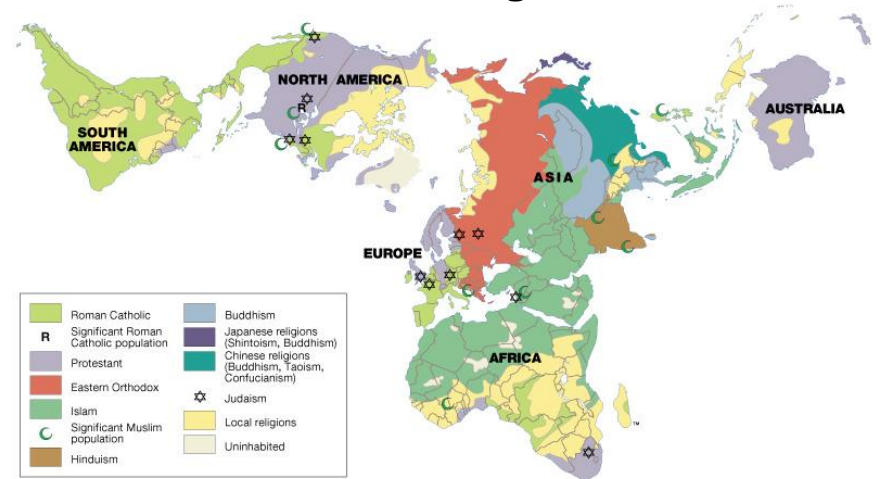 NORTH AMERICA
SOUTH
AMERICA
R
AUSTRALIA
ASIA
EUROPE
AFRICA
TM
Roman Catholic
R
Significant Roman
Catholic population
Protestant
Eastern Orthodox
Islam
Significant Muslim
population
Hinduism
Buddhism
Japanese religions
(Shintoism, Buddhism)
Chinese religions
(Buddhism, Taoism,
Confucianism)
Judaism
Local religions
Uninhabited